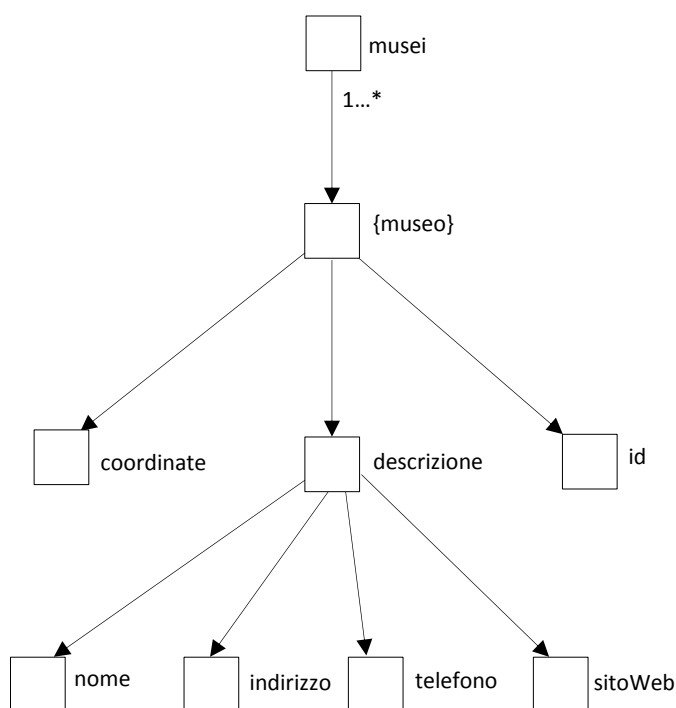 musei
1...*
{museo}
coordinate
descrizione
id
nome
indirizzo
telefono
sitoWeb